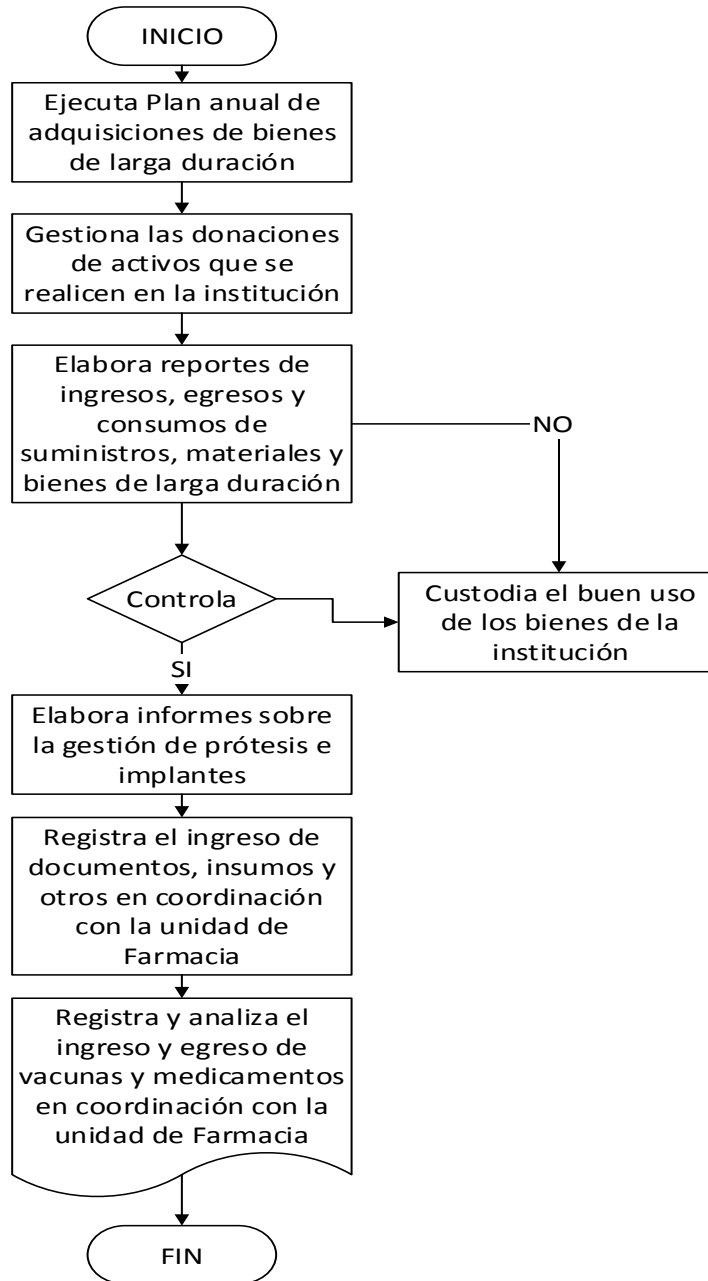 INICIO
Ejecuta Plan anual de
adquisiciones de bienes
de larga duración
Gestiona las donaciones
de activos que se
realicen en la institución
Elabora reportes de
ingresos, egresos y
consumos de
suministros, materiales y
bienes de larga duración
NO
Controla
Custodia el buen uso
de los bienes de la
institución
SI
Elabora informes sobre
la gestión de prótesis e
implantes
Registra el ingreso de
documentos, insumos y
otros en coordinación
con la unidad de
Farmacia
Registra y analiza el
ingreso y egreso de
vacunas y medicamentos
en coordinación con la
unidad de Farmacia
FIN